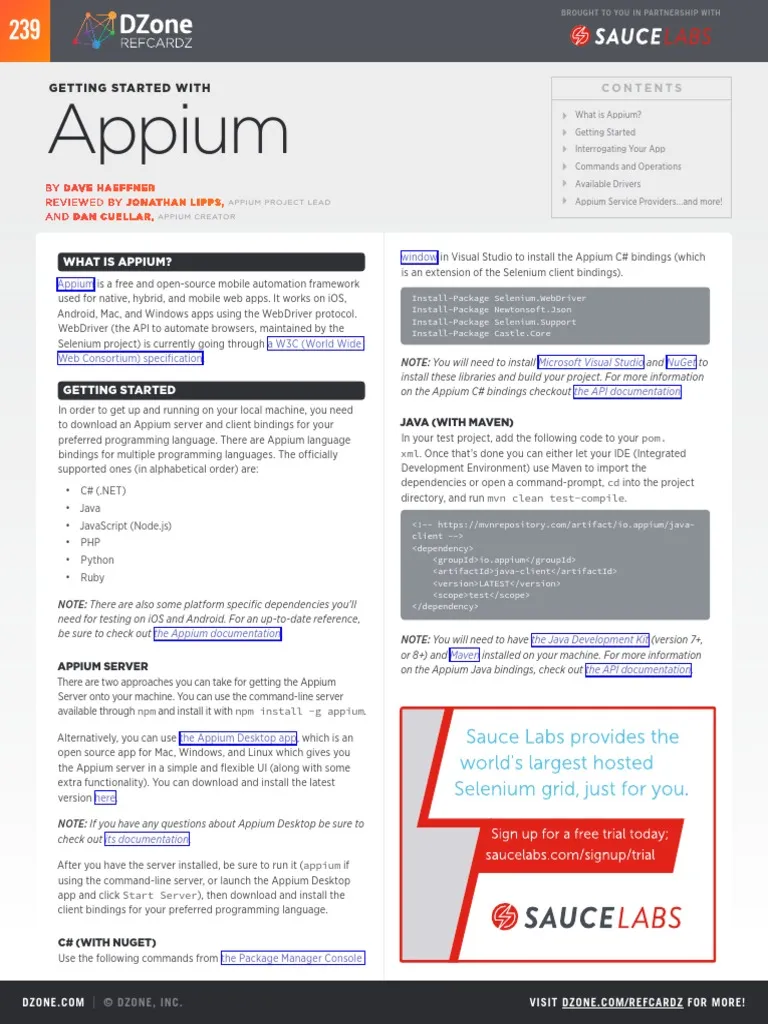 239
DZone
REFCARDZ
BROUGHT TO YOU IN PARTNERSHIP WITH
SAUCELABS
GETTING STARTED WITH
Appium
BY DAVE HAEFFNER
REVIEWED BY JONATHAN LIPPS, APPIUM PROJECT LEAD
AND DAN CUELLAR, APPIUM CREATOR
CONTENTS
What is Appium?
Getting Started
Interrogating Your App
Commands and Operations
Available Drivers
Appium Service Providers...and more!
WHAT IS APPIUM?
Appium is a free and open-source mobile automation framework
used for native, hybrid, and mobile web apps. It works on iOS,
Android, Mac, and Windows apps using the WebDriver protocol.
WebDriver (the API to automate browsers, maintained by the
Selenium project) is currently going through a W3C (World Wide
Web Consortium) specification.
GETTING STARTED
In order to get up and running on your local machine, you need
to download an Appium server and client bindings for your
preferred programming language. There are Appium language
bindings for multiple programming languages. The officially
supported ones (in alphabetical order) are:
• C# (.NET)
• Java
• JavaScript (Node.js)
• PHP
• Python
• Ruby
NOTE: There are also some platform specific dependencies you'll
need for testing on iOS and Android. For an up-to-date reference,
be sure to check out the Appium documentation.
APPIUM SERVER
There are two approaches you can take for getting the Appium
Server onto your machine. You can use the command-line server
available through npm and install it with npm install -g appium.
Alternatively, you can use the Appium Desktop app, which is an
open source app for Mac, Windows, and Linux which gives you
the Appium server in a simple and flexible UI (along with some
extra functionality). You can download and install the latest
version here.
NOTE: If you have any questions about Appium Desktop be sure to
check out its documentation.
After you have the server installed, be sure to run it (appium if
using the command-line server, or launch the Appium Desktop
app and click Start Server), then download and install the
client bindings for your preferred programming language.
C# (WITH NUGET)
Use the following commands from the Package Manager Console
window in Visual Studio to install the Appium C# bindings (which
is an extension of the Selenium client bindings).
Install-Package Selenium.WebDriver
Install-Package Newtonsoft.Json
Install-Package Selenium.Support
Install-Package Castle.Core
NOTE: You will need to install Microsoft Visual Studio and NuGet to
install these libraries and build your project. For more information
on the Appium C# bindings checkout the API documentation.
JAVA (WITH MAVEN)
In your test project, add the following code to your pom.
xml. Once that's done you can either let your IDE (Integrated
Development Environment) use Maven to import the
dependencies or open a command-prompt, cd into the project
directory, and run mvn clean test-compile.
<!-- https://mvnrepository.com/artifact/io.appium/java-
client -->
<dependency>
<groupId>io.appium</groupId>
<artifactId>java-client</artifactId>
<version>LATEST</version>
<scope>test</scope>
</dependency>
NOTE: You will need to have the Java Development Kit (version 7+,
or 8+) and Maven installed on your machine. For more information
on the Appium Java bindings, check out the API documentation.
Sauce Labs provides the
world's largest hosted
Selenium grid, just for you.
Sign up for a free trial today;
saucelabs.com/signup/trial
SAUCELABS
DZONE.COM | © DZONE, INC.
VISIT DZONE.COM/REFCARDZ FOR MORE!